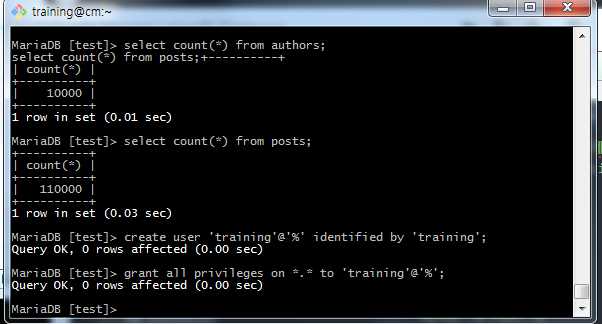 training@cm:~
MariaDB [test]> select count(*) from authors;
select count(*) from posts;+----------+
| count(*) |
+----------+
|    10000 |
+----------+
1 row in set (0.01 sec)
MariaDB [test]> select count(*) from posts;
+----------+
| count(*) |
+----------+
|   110000 |
+----------+
1 row in set (0.03 sec)
MariaDB [test]> create user 'training'@'%' identified by 'training';
Query OK, 0 rows affected (0.00 sec)
MariaDB [test]> grant all privileges on *.* to 'training'@'%';
Query OK, 0 rows affected (0.00 sec)
MariaDB [test]>